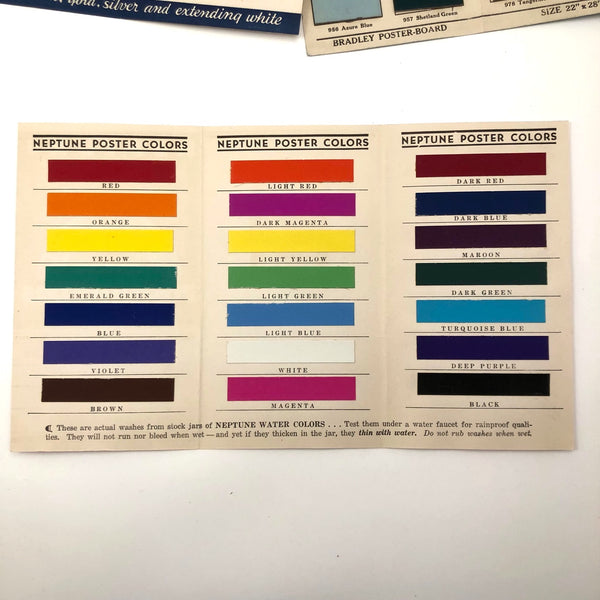 gold, silver and extending white
986 Azure Blue
957 Shetland Green
BRADLEY POSTER-BOARD
SIZE 22" x 28"
NEPTUNE POSTER COLORS
RED
ORANGE
YELLOW
EMERALD GREEN
BLUE
VIOLET
BROWN
NEPTUNE POSTER COLORS
LIGHT RED
DARK MAGENTA
LIGHT YELLOW
LIGHT GREEN
LIGHT BLUE
WHITE
MAGENTA
NEPTUNE POSTER COLORS
DARK RED
DARK BLUE
MAROON
DARK GREEN
TURQUOISE BLUE
DEEP PURPLE
BLACK
¶ These are actual washes from stock jars of NEPTUNE WATER COLORS . . . Test them under a water faucet for rainproof quali-
ties. They will not run nor bleed when wet — and yet if they thicken in the jar, they thin with water. Do not rub washes when wet.